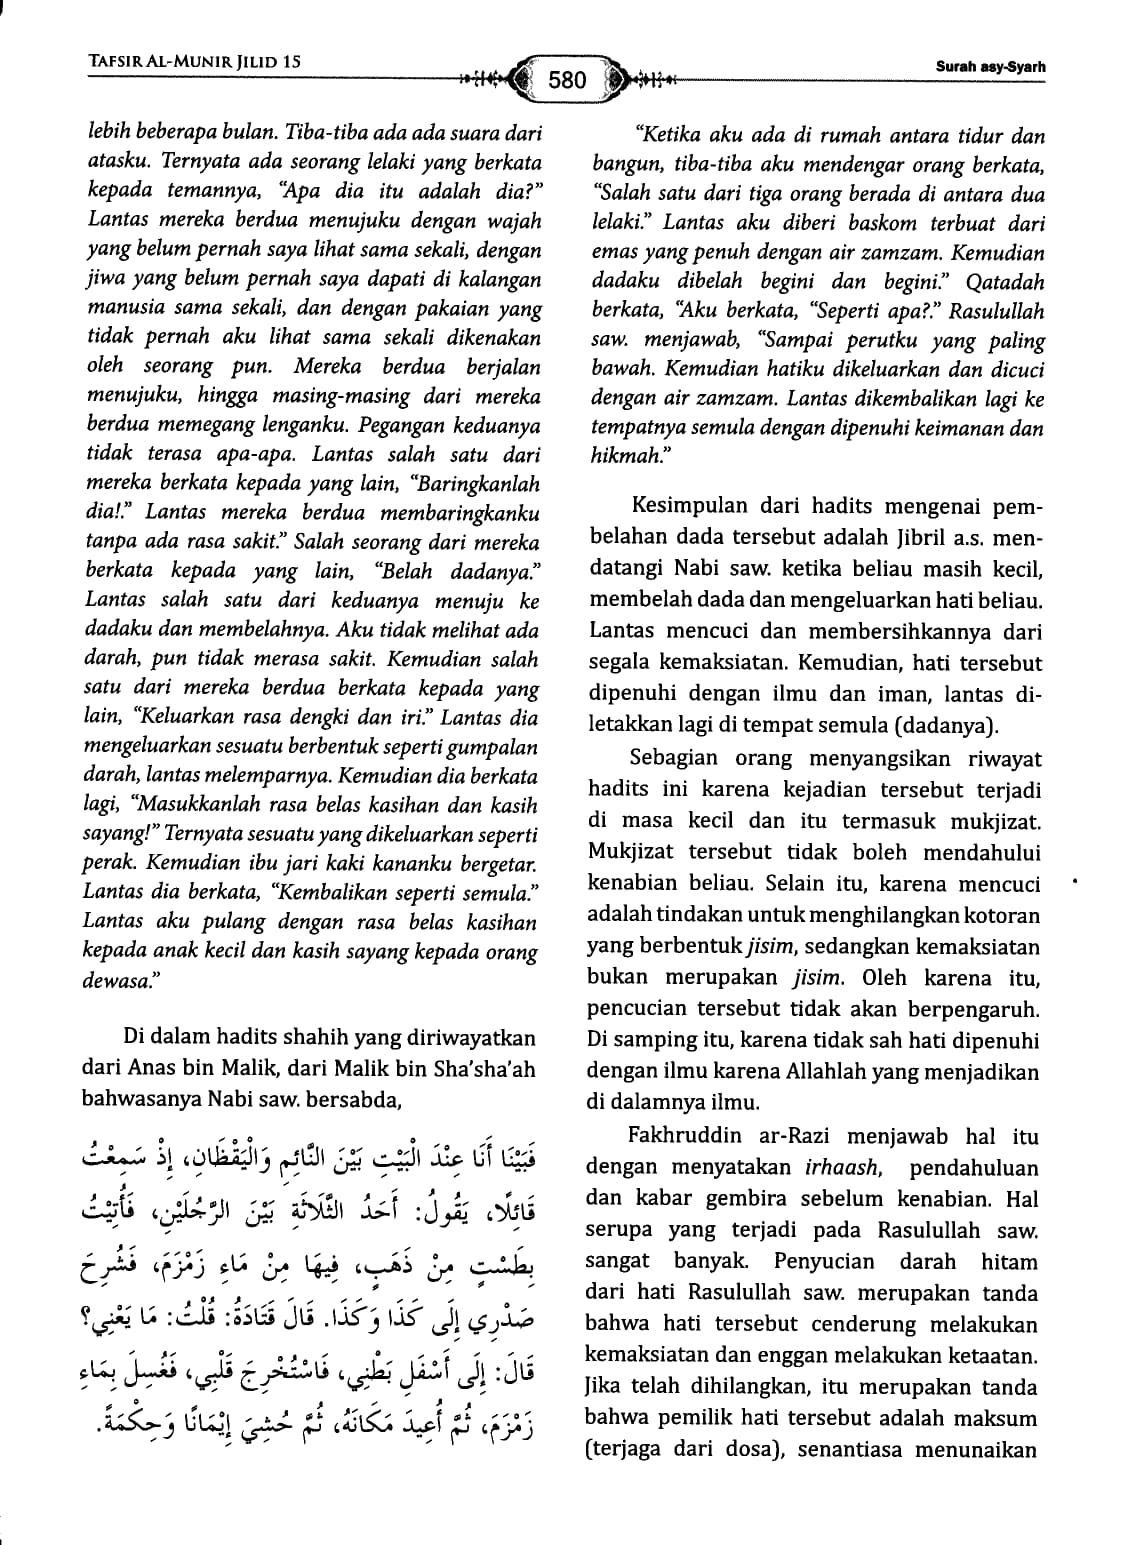 TAFSIR AL-MUNIR JILID 15
580
Surah asy-Syarh
lebih beberapa bulan. Tiba-tiba ada ada suara dari
atasku. Ternyata ada seorang lelaki yang berkata
kepada temannya, “Apa dia itu adalah dia?”
Lantas mereka berdua menujuku dengan wajah
yang belum pernah saya lihat sama sekali, dengan
jiwa yang belum pernah saya dapati di kalangan
manusia sama sekali, dan dengan pakaian yang
tidak pernah aku lihat sama sekali dikenakan
oleh seorang pun. Mereka berdua berjalan
menujuku, hingga masing-masing dari mereka
berdua memegang lenganku. Pegangan keduanya
tidak terasa apa-apa. Lantas salah satu dari
mereka berkata kepada yang lain, “Baringkanlah
dia!.” Lantas mereka berdua membaringkanku
tanpa ada rasa sakit.” Salah seorang dari mereka
berkata kepada yang lain, “Belah dadanya.”
Lantas salah satu dari keduanya menuju ke
dadaku dan membelahnya. Aku tidak melihat ada
darah, pun tidak merasa sakit. Kemudian salah
satu dari mereka berdua berkata kepada yang
lain, “Keluarkan rasa dengki dan iri.” Lantas dia
mengeluarkan sesuatu berbentuk seperti gumpalan
darah, lantas melemparnya. Kemudian dia berkata
lagi, “Masukkanlah rasa belas kasihan dan kasih
sayang!” Ternyata sesuatu yang dikeluarkan seperti
perak. Kemudian ibu jari kaki kananku bergetar.
Lantas dia berkata, “Kembalikan seperti semula.”
Lantas aku pulang dengan rasa belas kasihan
kepada anak kecil dan kasih sayang kepada orang
dewasa.”
Di dalam hadits shahih yang diriwayatkan
dari Anas bin Malik, dari Malik bin Sha’sha’ah
bahwasanya Nabi saw. bersabda,
فَبَيْنَا أَنَا عِنْدَ الْبَيْتِ بَيْنَ النَّائِمِ وَالْيَقْظَانِ، إِذْ سَمِعْتُ
قَائِلًا، يَقُولُ: أَحَدُ الثَّلَاثَةِ بَيْنَ الرَّجُلَيْنِ، فَأُتِيْتُ
بِطَسْتٍ مِنْ ذَهَبٍ، فِيهَا مِنْ مَاءِ زَمْزَمَ، فَشُرِحَ
صَدْرِي إِلَى كَذَا وَكَذَا. قَالَ قَتَادَةُ: قُلْتُ: مَا يَعْنِي؟
قَالَ: إِلَى أَسْفَلِ بَطْنِي، فَاسْتُخْرِجَ قَلْبِي، فَغُسِلَ بِمَاءِ
زَمْزَمَ، ثُمَّ أُعِيدَ مَكَانَهُ، ثُمَّ حُشِيَ إِيْمَانًا وَحِكْمَةً.
“Ketika aku ada di rumah antara tidur dan
bangun, tiba-tiba aku mendengar orang berkata,
“Salah satu dari tiga orang berada di antara dua
lelaki.” Lantas aku diberi baskom terbuat dari
emas yang penuh dengan air zamzam. Kemudian
dadaku dibelah begini dan begini.” Qatadah
berkata, “Aku berkata, “Seperti apa?.” Rasulullah
saw. menjawab, “Sampai perutku yang paling
bawah. Kemudian hatiku dikeluarkan dan dicuci
dengan air zamzam. Lantas dikembalikan lagi ke
tempatnya semula dengan dipenuhi keimanan dan
hikmah.”
Kesimpulan dari hadits mengenai pem-
belahan dada tersebut adalah Jibril a.s. men-
datangi Nabi saw. ketika beliau masih kecil,
membelah dada dan mengeluarkan hati beliau.
Lantas mencuci dan membersihkannya dari
segala kemaksiatan. Kemudian, hati tersebut
dipenuhi dengan ilmu dan iman, lantas di-
letakkan lagi di tempat semula (dadanya).
Sebagian orang menyangsikan riwayat
hadits ini karena kejadian tersebut terjadi
di masa kecil dan itu termasuk mukjizat.
Mukjizat tersebut tidak boleh mendahului
kenabian beliau. Selain itu, karena mencuci
adalah tindakan untuk menghilangkan kotoran
yang berbentuk jisim, sedangkan kemaksiatan
bukan merupakan jisim. Oleh karena itu,
pencucian tersebut tidak akan berpengaruh.
Di samping itu, karena tidak sah hati dipenuhi
dengan ilmu karena Allahlah yang menjadikan
di dalamnya ilmu.
Fakhruddin ar-Razi menjawab hal itu
dengan menyatakan irhaash, pendahuluan
dan kabar gembira sebelum kenabian. Hal
serupa yang terjadi pada Rasulullah saw.
sangat banyak. Penyucian darah hitam
dari hati Rasulullah saw. merupakan tanda
bahwa hati tersebut cenderung melakukan
kemaksiatan dan enggan melakukan ketaatan.
Jika telah dihilangkan, itu merupakan tanda
bahwa pemilik hati tersebut adalah maksum
(terjaga dari dosa), senantiasa menunaikan